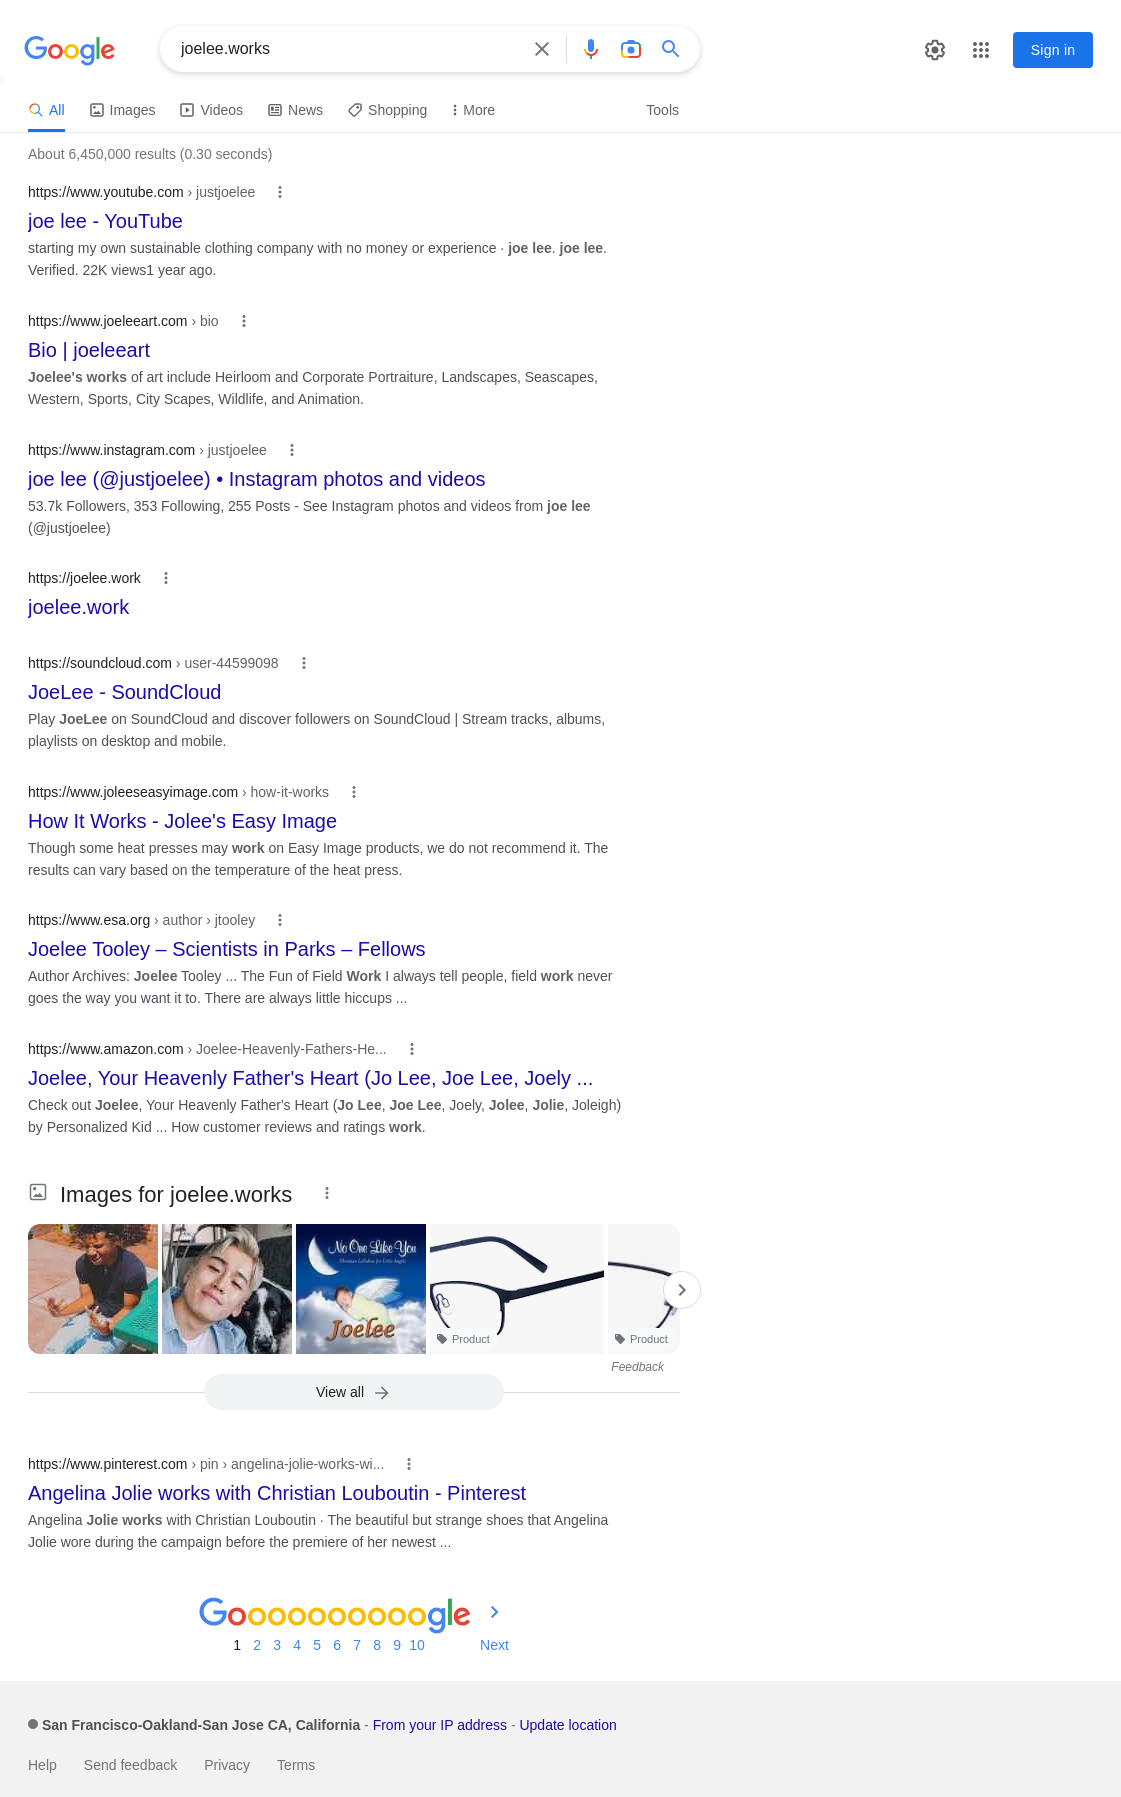 Google
joelee.works
Sign in
All
Images
Videos
News
Shopping
More
Tools
About 6,450,000 results (0.30 seconds)
https://www.youtube.com › justjoelee
joe lee - YouTube
starting my own sustainable clothing company with no money or experience · joe lee. joe lee.
Verified. 22K views1 year ago.
https://www.joeleeart.com › bio
Bio | joeleeart
Joelee's works of art include Heirloom and Corporate Portraiture, Landscapes, Seascapes,
Western, Sports, City Scapes, Wildlife, and Animation.
https://www.instagram.com › justjoelee
joe lee (@justjoelee) • Instagram photos and videos
53.7k Followers, 353 Following, 255 Posts - See Instagram photos and videos from joe lee
(@justjoelee)
https://joelee.work
joelee.work
https://soundcloud.com › user-44599098
JoeLee - SoundCloud
Play JoeLee on SoundCloud and discover followers on SoundCloud | Stream tracks, albums,
playlists on desktop and mobile.
https://www.joleeseasyimage.com › how-it-works
How It Works - Jolee's Easy Image
Though some heat presses may work on Easy Image products, we do not recommend it. The
results can vary based on the temperature of the heat press.
https://www.esa.org › author › jtooley
Joelee Tooley – Scientists in Parks – Fellows
Author Archives: Joelee Tooley ... The Fun of Field Work I always tell people, field work never
goes the way you want it to. There are always little hiccups ...
https://www.amazon.com › Joelee-Heavenly-Fathers-He...
Joelee, Your Heavenly Father's Heart (Jo Lee, Joe Lee, Joely ...
Check out Joelee, Your Heavenly Father's Heart (Jo Lee, Joe Lee, Joely, Jolee, Jolie, Joleigh)
by Personalized Kid ... How customer reviews and ratings work.
Images for joelee.works
No One Like You
Christian Lullabies for Little Angels
Joelee
Product
Product
Feedback
View all
https://www.pinterest.com › pin › angelina-jolie-works-wi...
Angelina Jolie works with Christian Louboutin - Pinterest
Angelina Jolie works with Christian Louboutin · The beautiful but strange shoes that Angelina
Jolie wore during the campaign before the premiere of her newest ...
Goooooooooogle
1 2 3 4 5 6 7 8 9 10 Next
San Francisco-Oakland-San Jose CA, California - From your IP address - Update location
Help Send feedback Privacy Terms